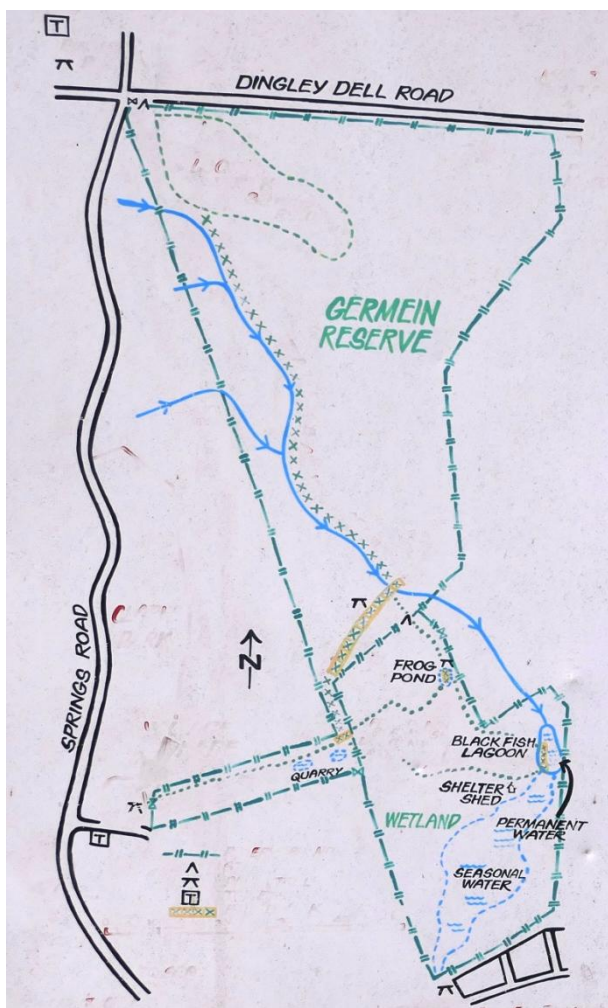 T
DINGLEY DELL ROAD
GERMEIN
RESERVE
SPRINGS ROAD
N
FROG
POND
BLACK FISH
LAGOON
QUARRY
SHELTER
SHED
PERMANENT
WATER
WETLAND
SEASONAL
WATER
T
T